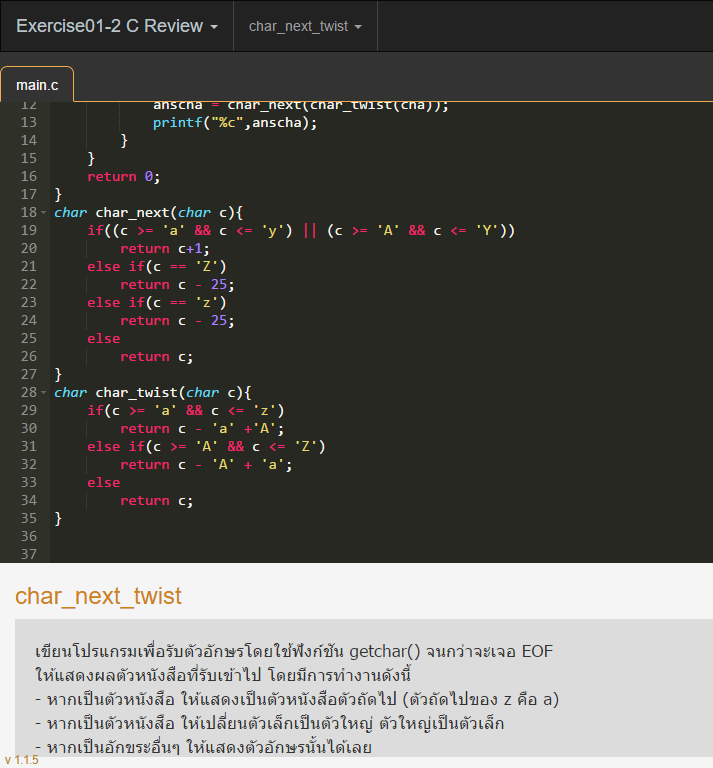 Exercise01-2 C Review
char_next_twist
main.c
12 anscha = char_next(char_twist(cha));
13 printf("%c",anscha);
14 }
15 }
16 return 0;
17 }
18 char char_next(char c){
19 if((c >= 'a' && c <= 'y') || (c >= 'A' && c <= 'Y'))
20 return c+1;
21 else if(c == 'Z')
22 return c - 25;
23 else if(c == 'z')
24 return c - 25;
25 else
26 return c;
27 }
28 char char_twist(char c){
29 if(c >= 'a' && c <= 'z')
30 return c - 'a' +'A';
31 else if(c >= 'A' && c <= 'Z')
32 return c - 'A' + 'a';
33 else
34 return c;
35 }
36
37
char_next_twist
เขียนโปรแกรมเพื่อรับตัวอักษรโดยใช้ฟังก์ชัน getchar() จนกว่าจะเจอ EOF
ให้แสดงผลตัวหนังสือที่รับเข้าไป โดยมีการทำงานดังนี้
- หากเป็นตัวหนังสือ ให้แสดงเป็นตัวหนังสือตัวถัดไป (ตัวถัดไปของ z คือ a)
- หากเป็นตัวหนังสือ ให้เปลี่ยนตัวเล็กเป็นตัวใหญ่ ตัวใหญ่เป็นตัวเล็ก
- หากเป็นอักขระอื่นๆ ให้แสดงตัวอักษรนั้นได้เลย
v 1.1.5